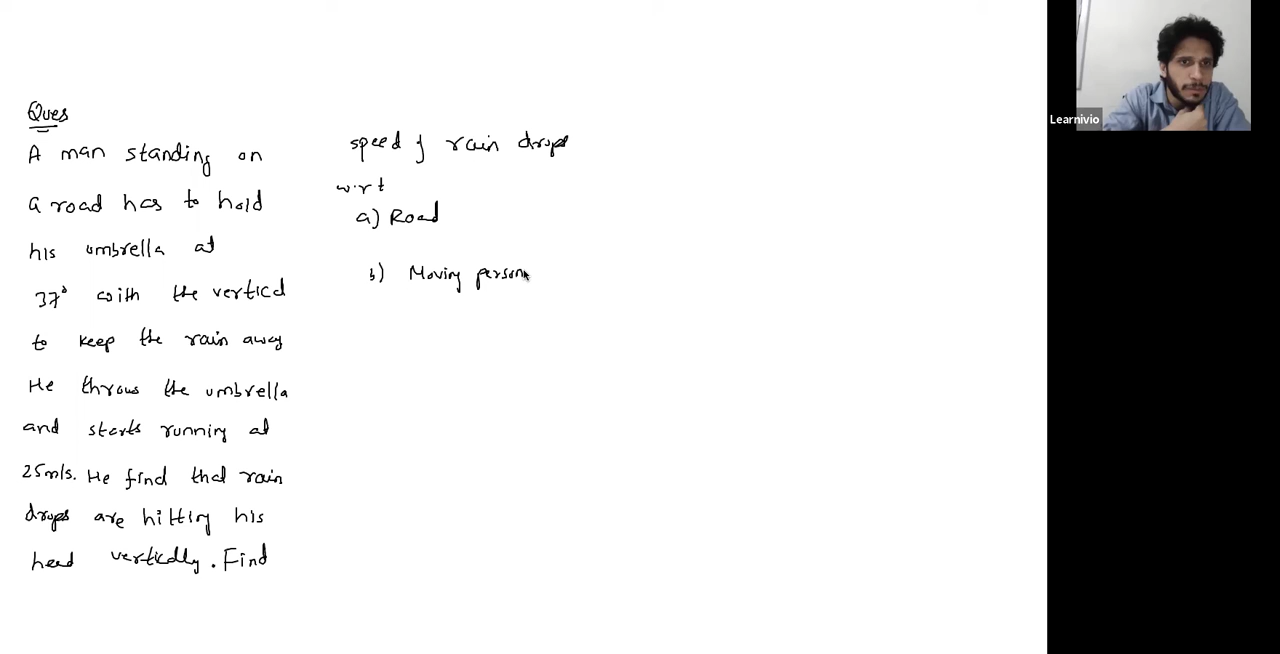 Ques
A man standing on
a road has to hold
his umbrella at
37° with the vertical
to keep the rain away
He throws the umbrella
and starts running at
25m/s. He find that rain
drops are hitting his
head vertically. Find
speed of rain drops
w.r.t
a) Road
b) Moving person
Learnivio